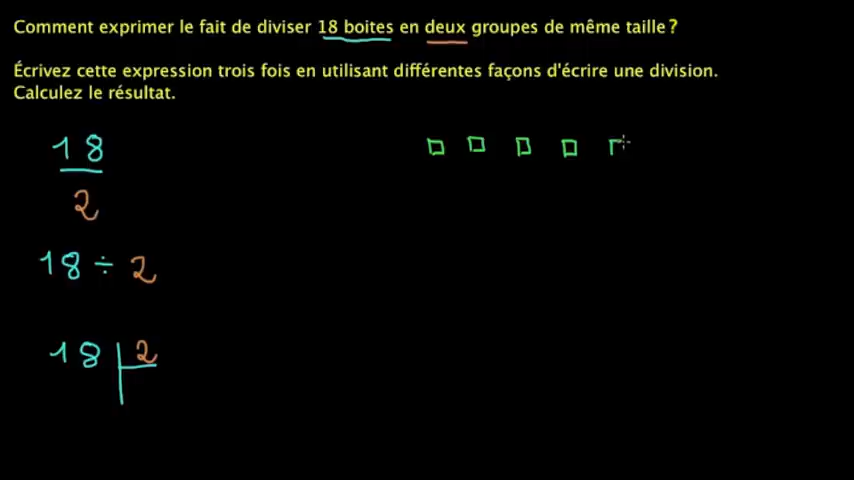 Comment exprimer le fait de diviser 18 boites en deux groupes de même taille ?
Écrivez cette expression trois fois en utilisant différentes façons d'écrire une division.
Calculez le résultat.
18
2
18 ÷ 2
18 2